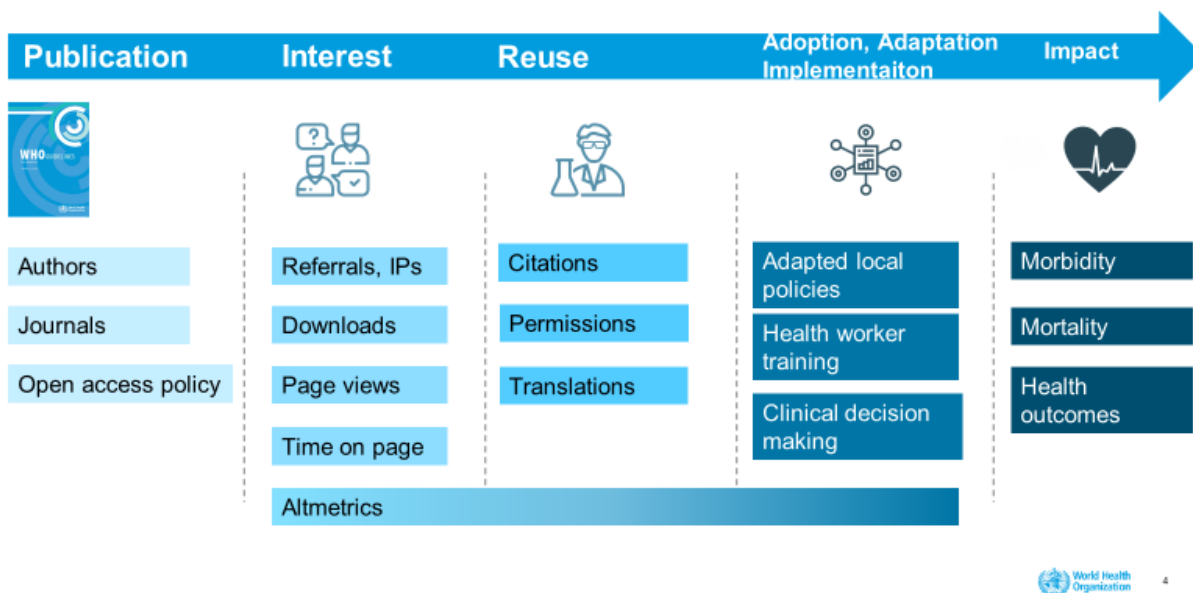 Publication
Interest
Reuse
Adoption, Adaptation
Implementaiton
Impact
?
WHO
Authors
Journals
Open access policy
Referrals, IPs
Downloads
Page views
Time on page
Citations
Permissions
Translations
Adapted local
policies
Health worker
training
Clinical decision
making
Morbidity
Mortality
Health
outcomes
Altmetrics
World Health
Organization
4